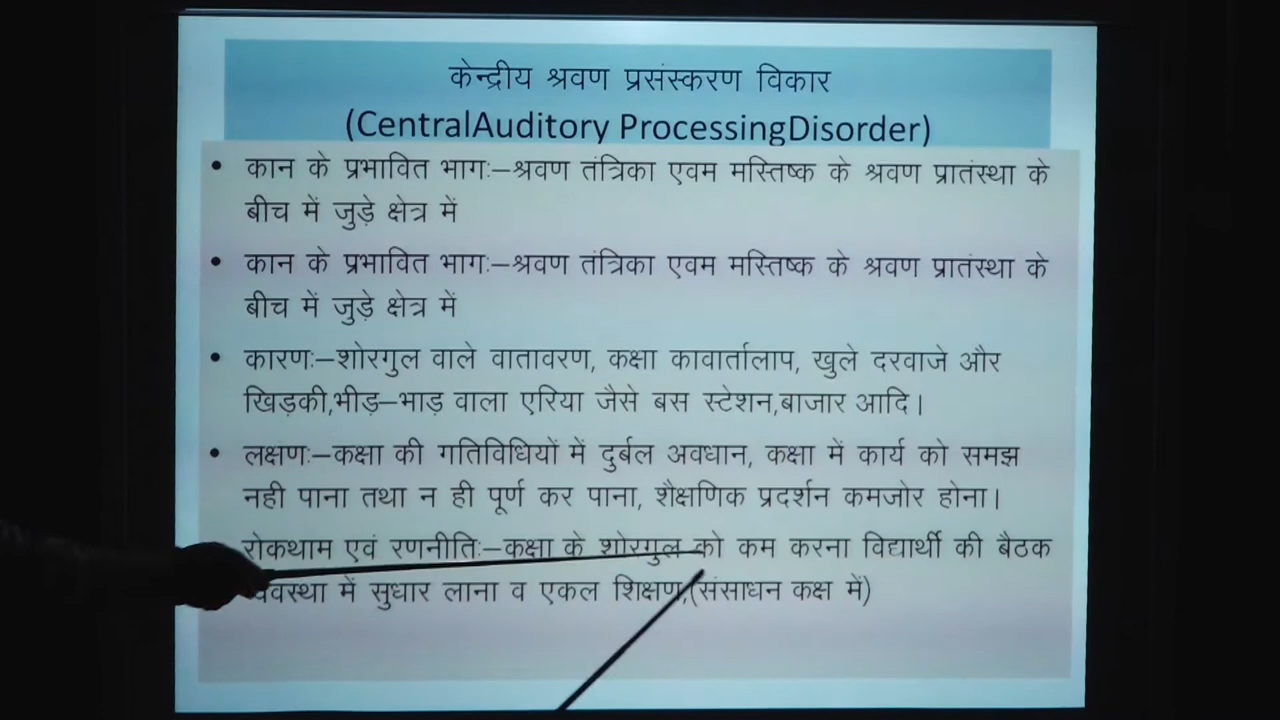 केन्द्रीय श्रवण प्रसंस्करण विकार
(CentralAuditory ProcessingDisorder)
• कान के प्रभावित भागः–श्रवण तंत्रिका एवम मस्तिष्क के श्रवण प्रातंस्था के
बीच में जुड़े क्षेत्र में
• कान के प्रभावित भागः–श्रवण तंत्रिका एवम मस्तिष्क के श्रवण प्रातंस्था के
बीच में जुड़े क्षेत्र में
• कारणः–शोरगुल वाले वातावरण, कक्षा कावार्तालाप, खुले दरवाजे और
खिड़की,भीड़–भाड़ वाला एरिया जैसे बस स्टेशन,बाजार आदि।
• लक्षणः–कक्षा की गतिविधियों में दुर्बल अवधान, कक्षा में कार्य को समझ
नही पाना तथा न ही पूर्ण कर पाना, शैक्षणिक प्रदर्शन कमजोर होना।
रोकथाम एवं रणनीतिः–कक्षा के शोरगुल को कम करना विद्यार्थी की बैठक
में सुधार लाना व एकल शिक्षण,(संसाधन कक्ष में)